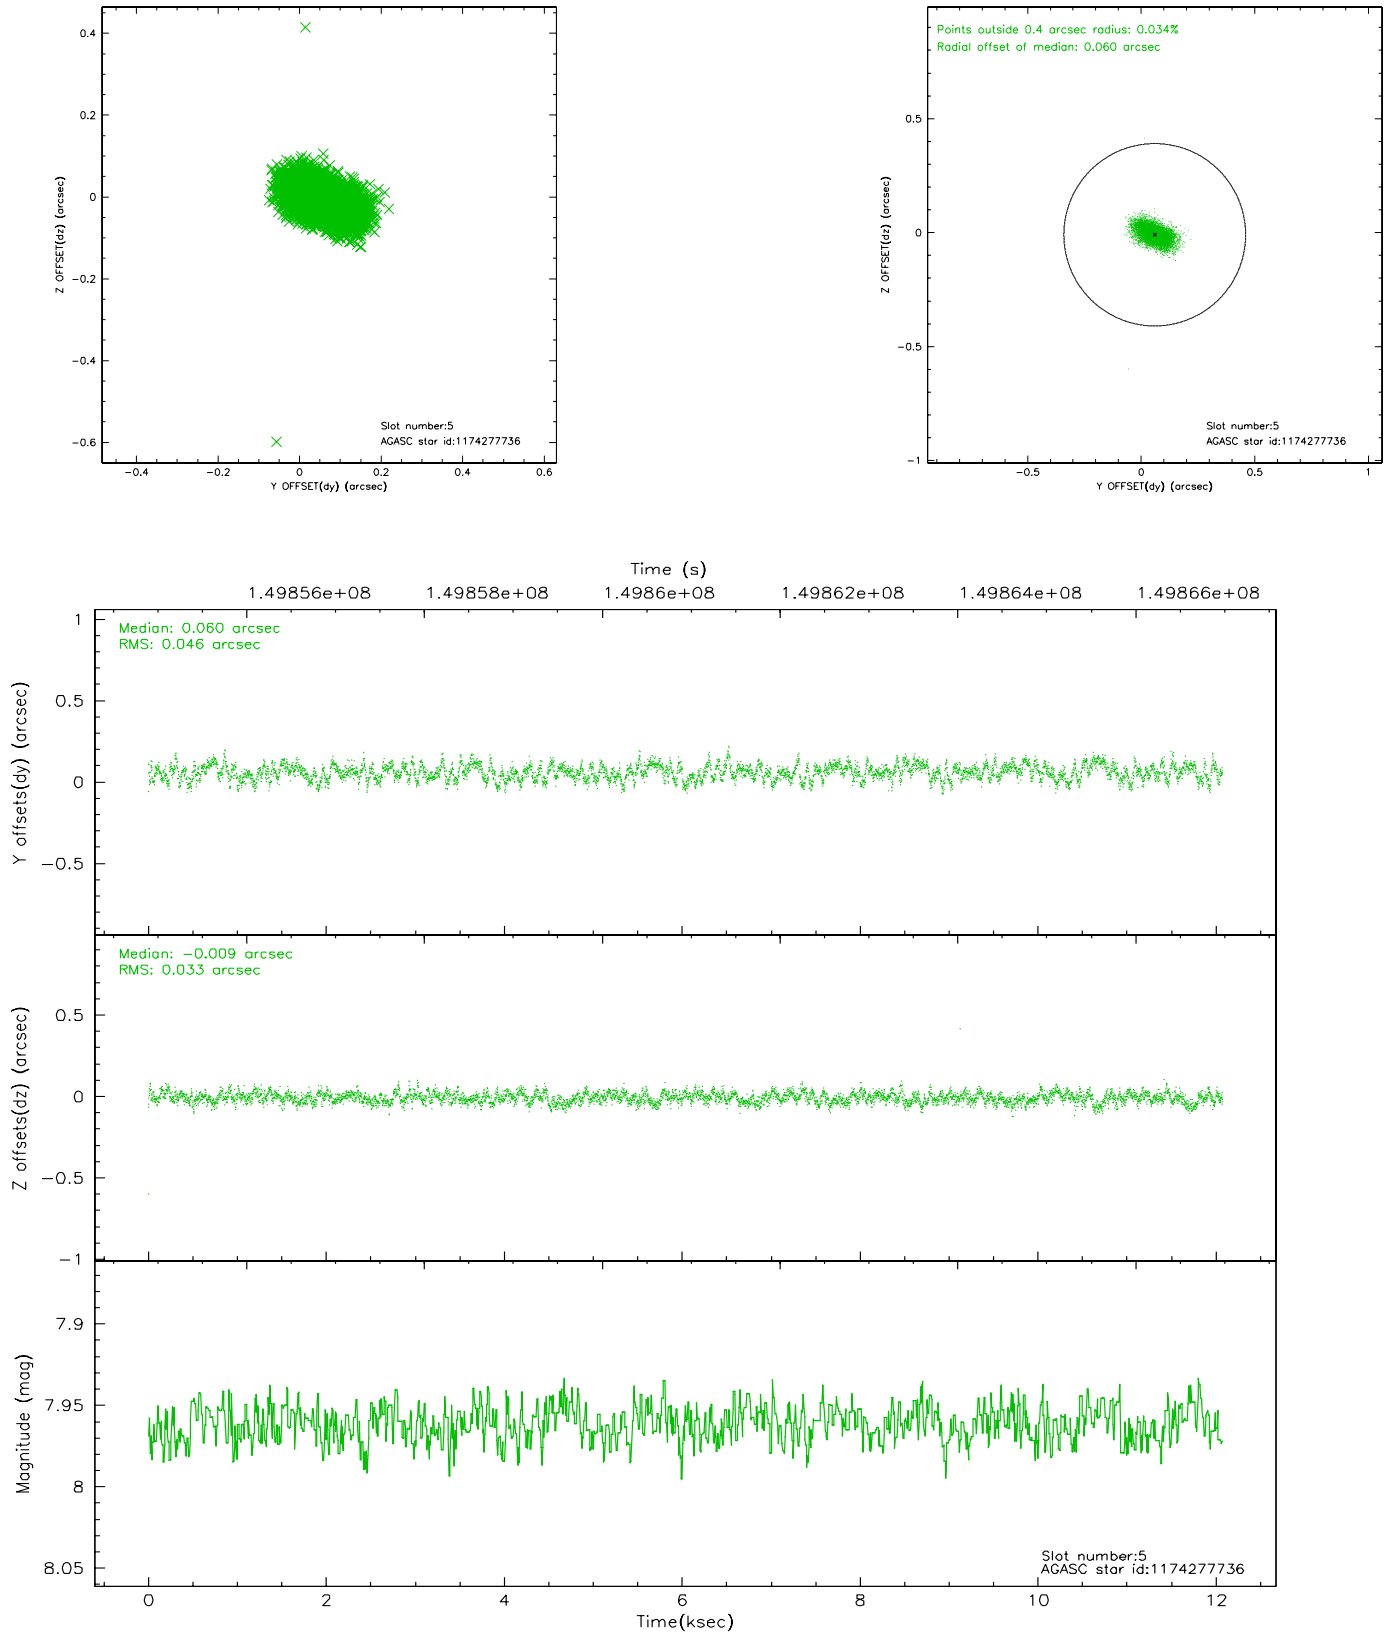 0.4
0.2
0
−0.2
−0.4
−0.6
Z OFFSET(dz) (arcsec)
−0.4 −0.2 0 0.2 0.4 0.6
Y OFFSET(dy) (arcsec)
Slot number:5
AGASC star id:1174277736
Points outside 0.4 arcsec radius: 0.034%
Radial offset of median: 0.060 arcsec
0.5
0
−0.5
−1
Z OFFSET(dz) (arcsec)
−0.5 0 0.5 1
Y OFFSET(dy) (arcsec)
Slot number:5
AGASC star id:1174277736
Time (s)
1.49856e+08 1.49858e+08 1.4986e+08 1.49862e+08 1.49864e+08 1.49866e+08
Median: 0.060 arcsec
RMS: 0.046 arcsec
1
0.5
0
−0.5
Y offsets(dy) (arcsec)
Median: −0.009 arcsec
RMS: 0.033 arcsec
0.5
0
−0.5
−1
Z offsets(dz) (arcsec)
7.9
7.95
8
8.05
Magnitude (mag)
Slot number:5
AGASC star id:1174277736
0 2 4 6 8 10 12
Time(ksec)